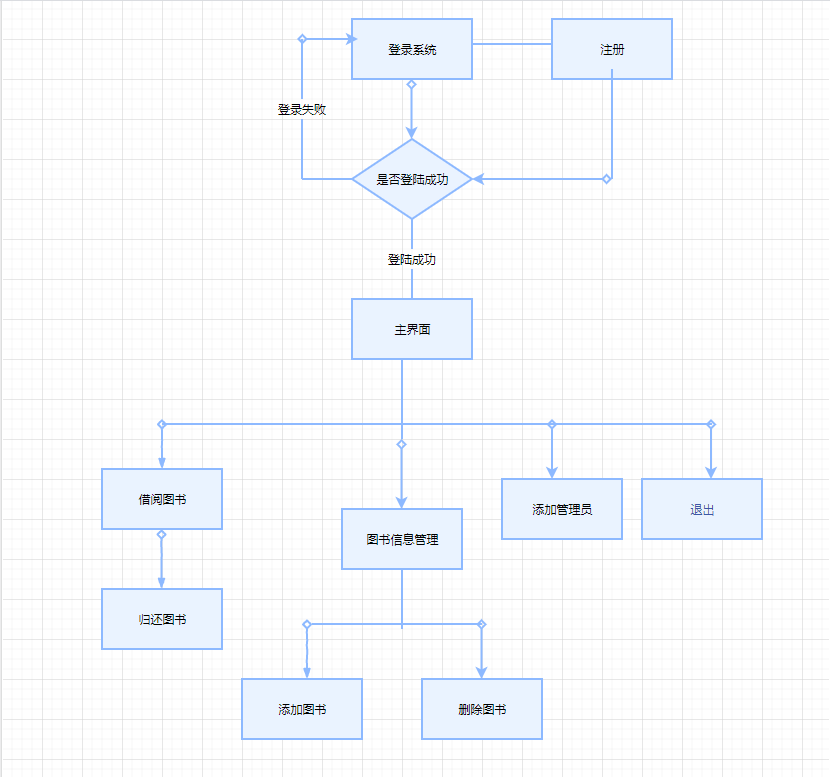 登录系统
注册
登录失败
是否登陆成功
登陆成功
主界面
借阅图书
图书信息管理
添加管理员
退出
归还图书
添加图书
删除图书